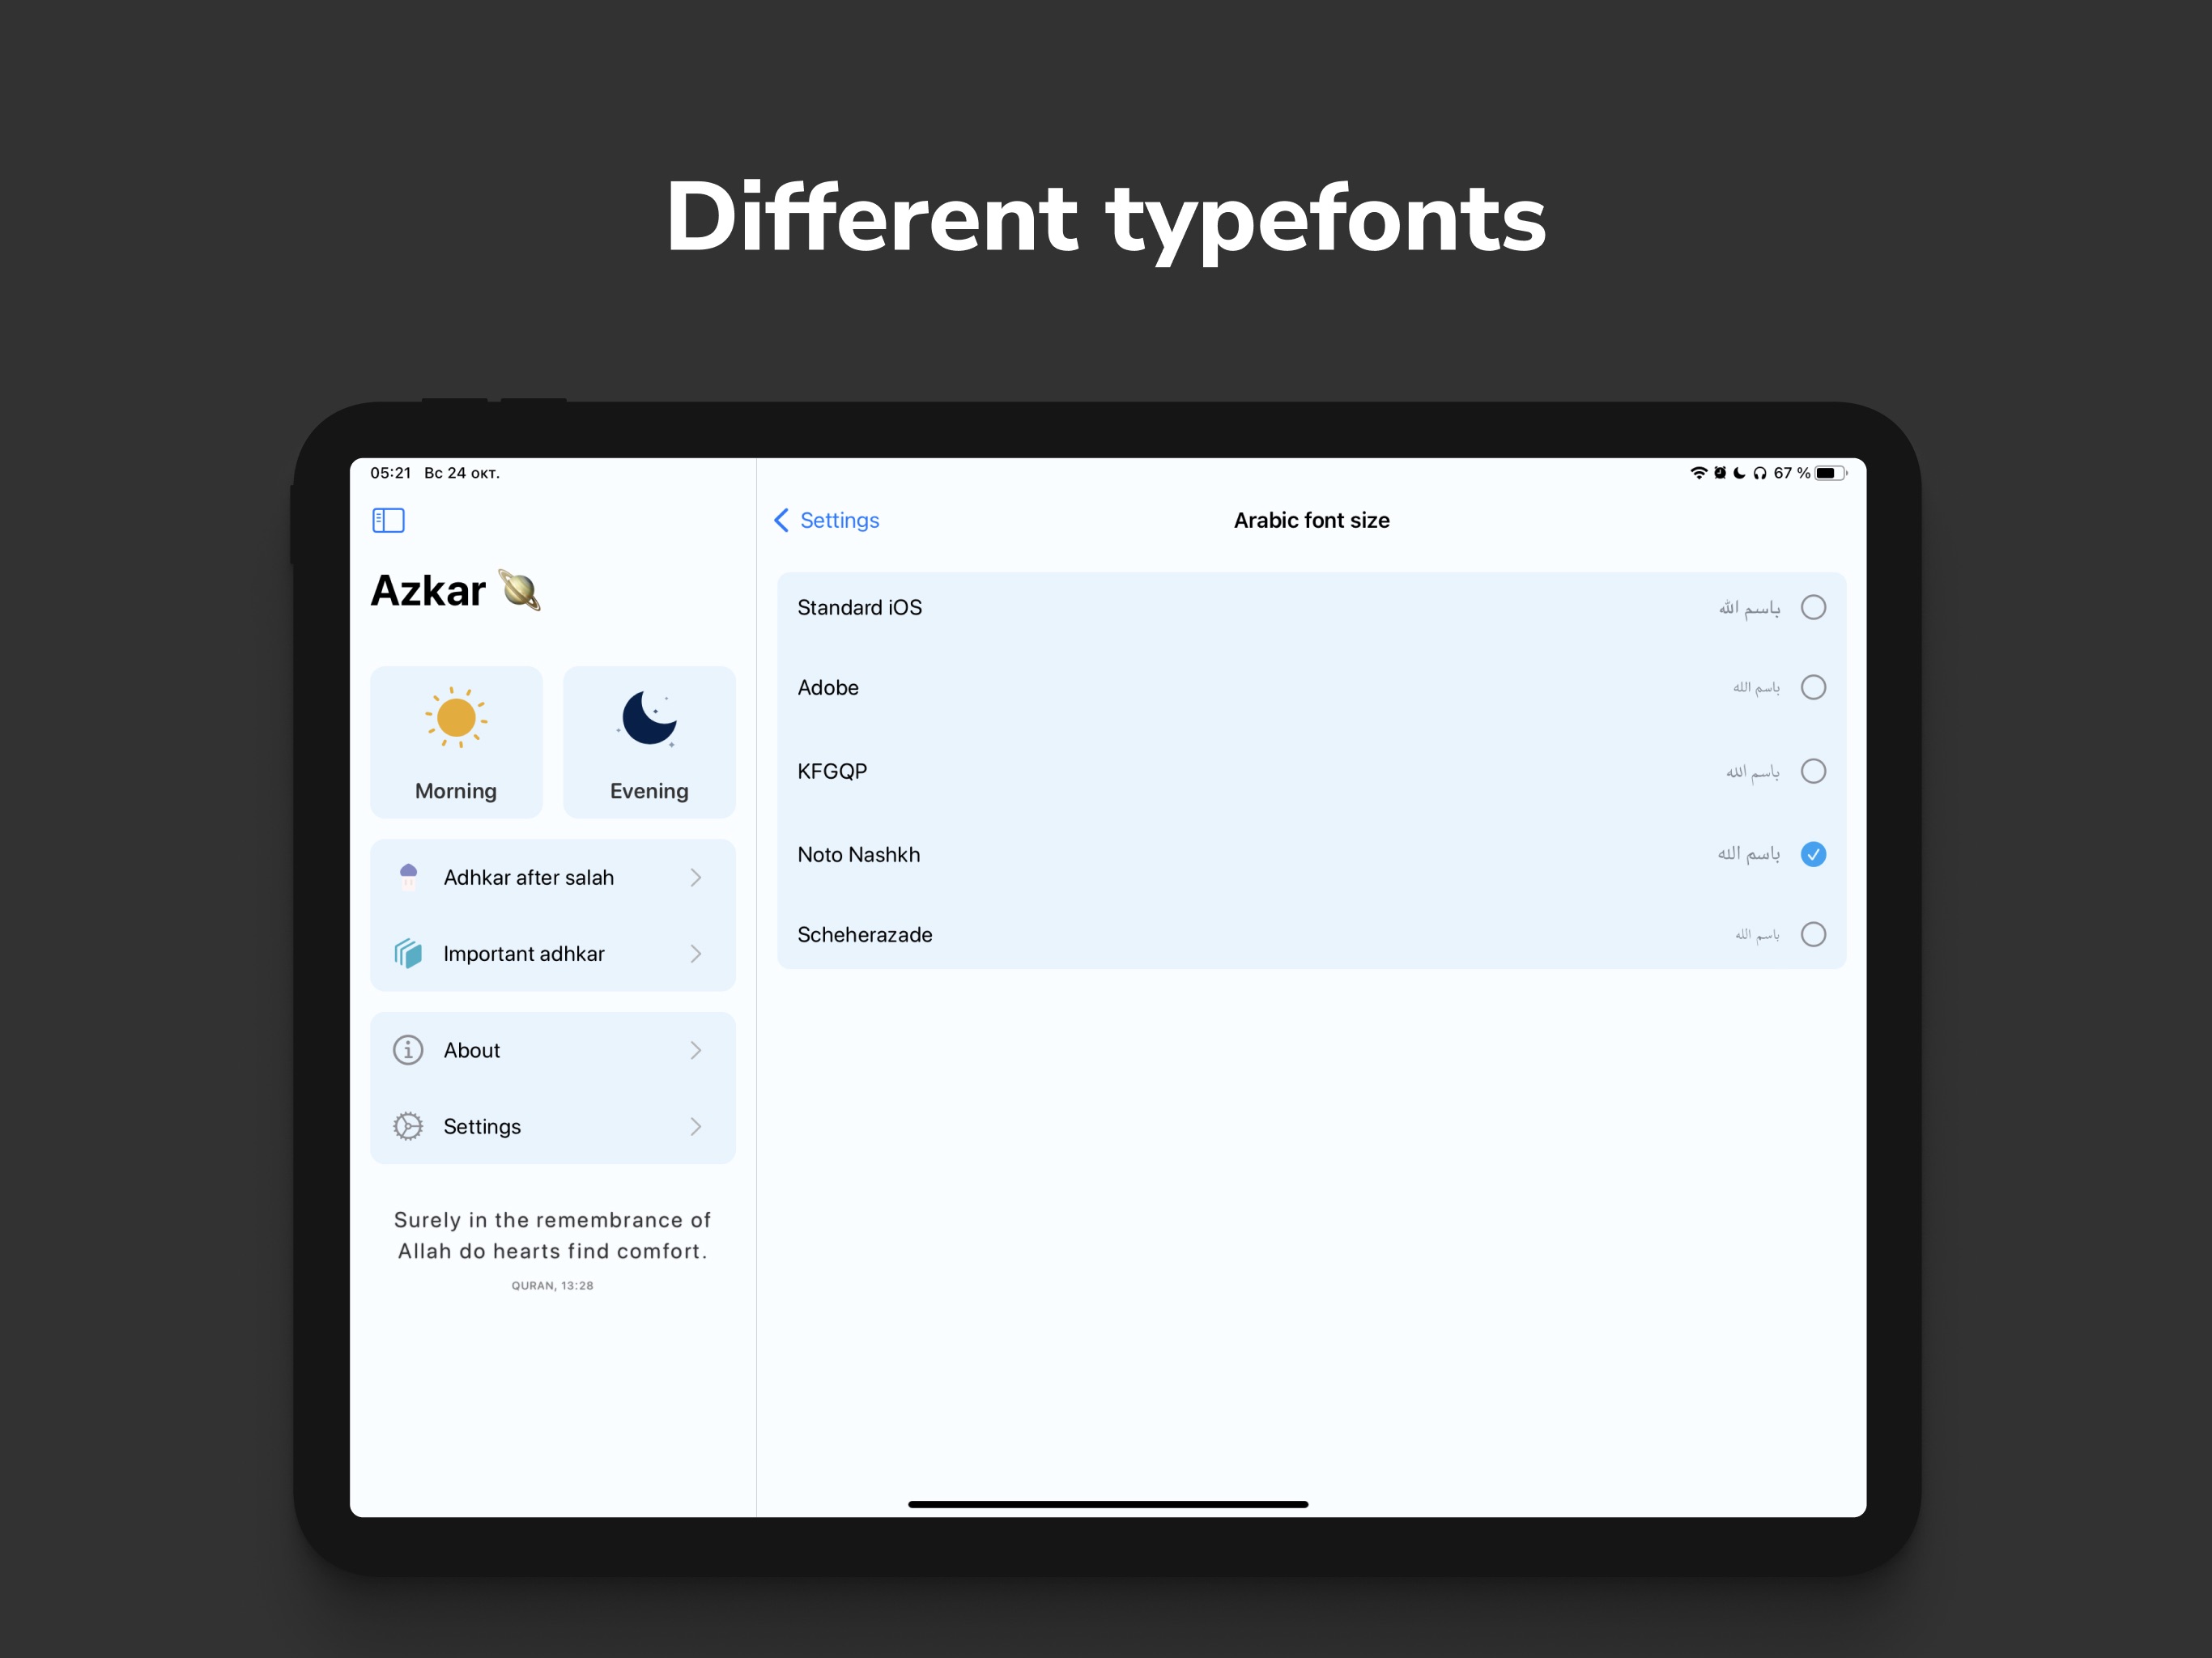 Different typefonts
05:21 Вс 24 окт.
67 %
Azkar
Morning
Evening
Adhkar after salah
Important adhkar
About
Settings
Surely in the remembrance of
Allah do hearts find comfort.
QURAN, 13:28
Settings
Arabic font size
Standard iOS باسم الله
Adobe باسم الله
KFGQP باسم الله
Noto Nashkh باسم الله
Scheherazade باسم الله